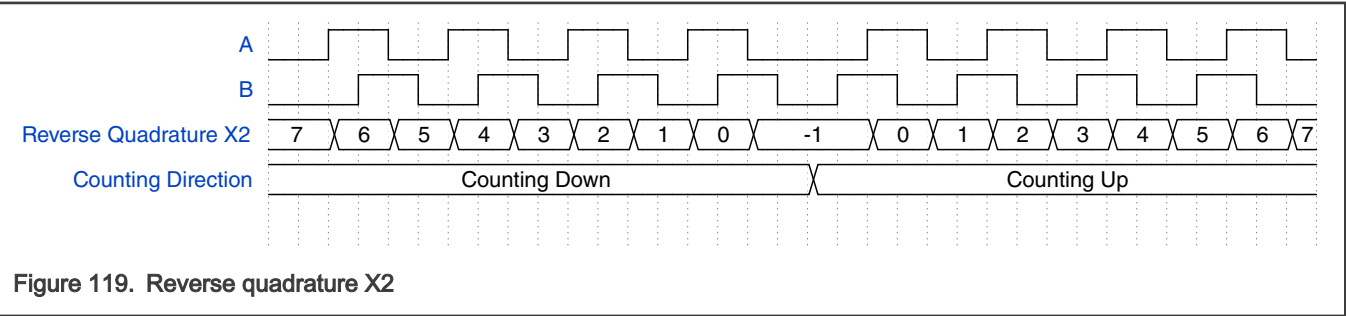 A
B
Reverse Quadrature X2 7 6 5 4 3 2 1 0 -1 0 1 2 3 4 5 6 7
Counting Direction Counting Down Counting Up
Figure 119. Reverse quadrature X2